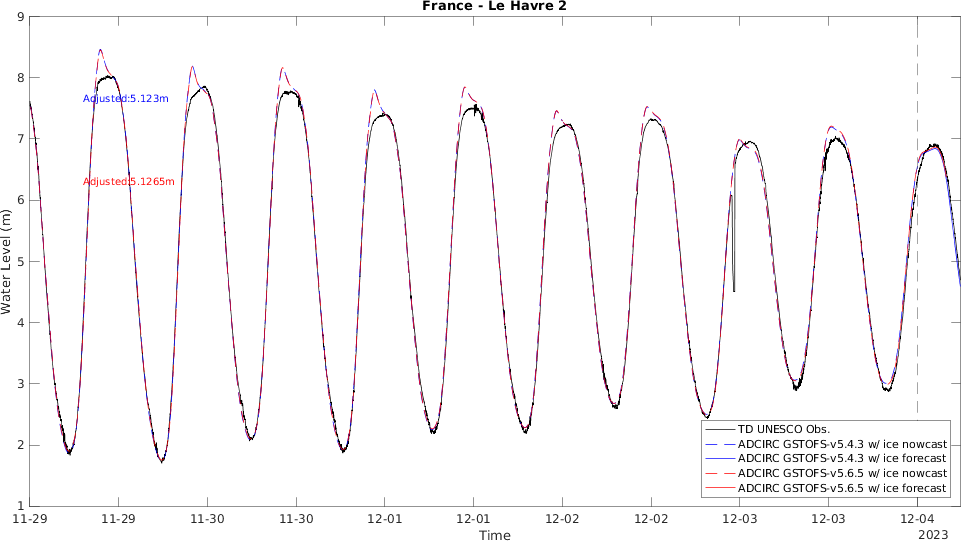 France - Le Havre 2
9
8
7
6
5
4
3
2
1
Water Level (m)
Adjusted:5.123m
Adjusted:5.1265m
TD UNESCO Obs.
ADCIRC GSTOFS-v5.4.3 w/ ice nowcast
ADCIRC GSTOFS-v5.4.3 w/ ice forecast
ADCIRC GSTOFS-v5.6.5 w/ ice nowcast
ADCIRC GSTOFS-v5.6.5 w/ ice forecast
11-29 11-29 11-30 11-30 12-01 12-01 12-02 12-02 12-03 12-03 12-04
Time
2023